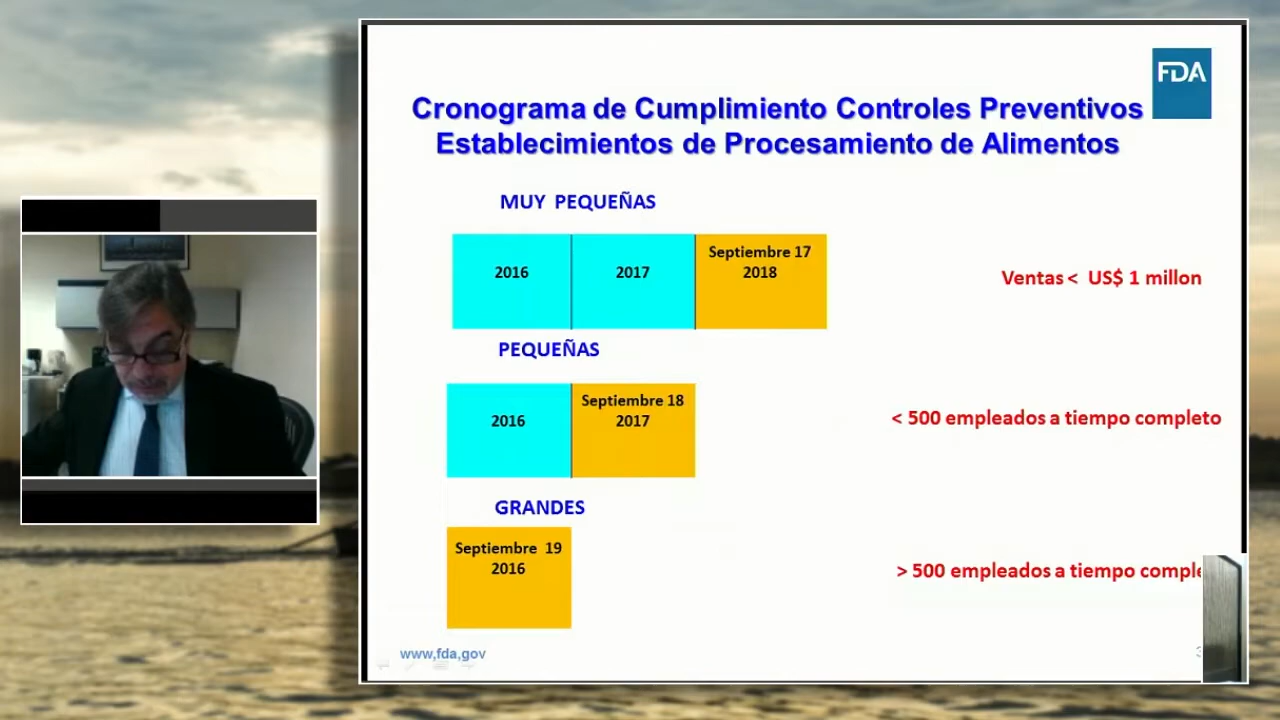 FDA
Cronograma de Cumplimiento Controles Preventivos
Establecimientos de Procesamiento de Alimentos
MUY PEQUEÑAS
2016
2017
Septiembre 17
2018
Ventas < US$ 1 millon
PEQUEÑAS
2016
Septiembre 18
2017
< 500 empleados a tiempo completo
GRANDES
Septiembre 19
2016
> 500 empleados a tiempo comple
www,fda,gov